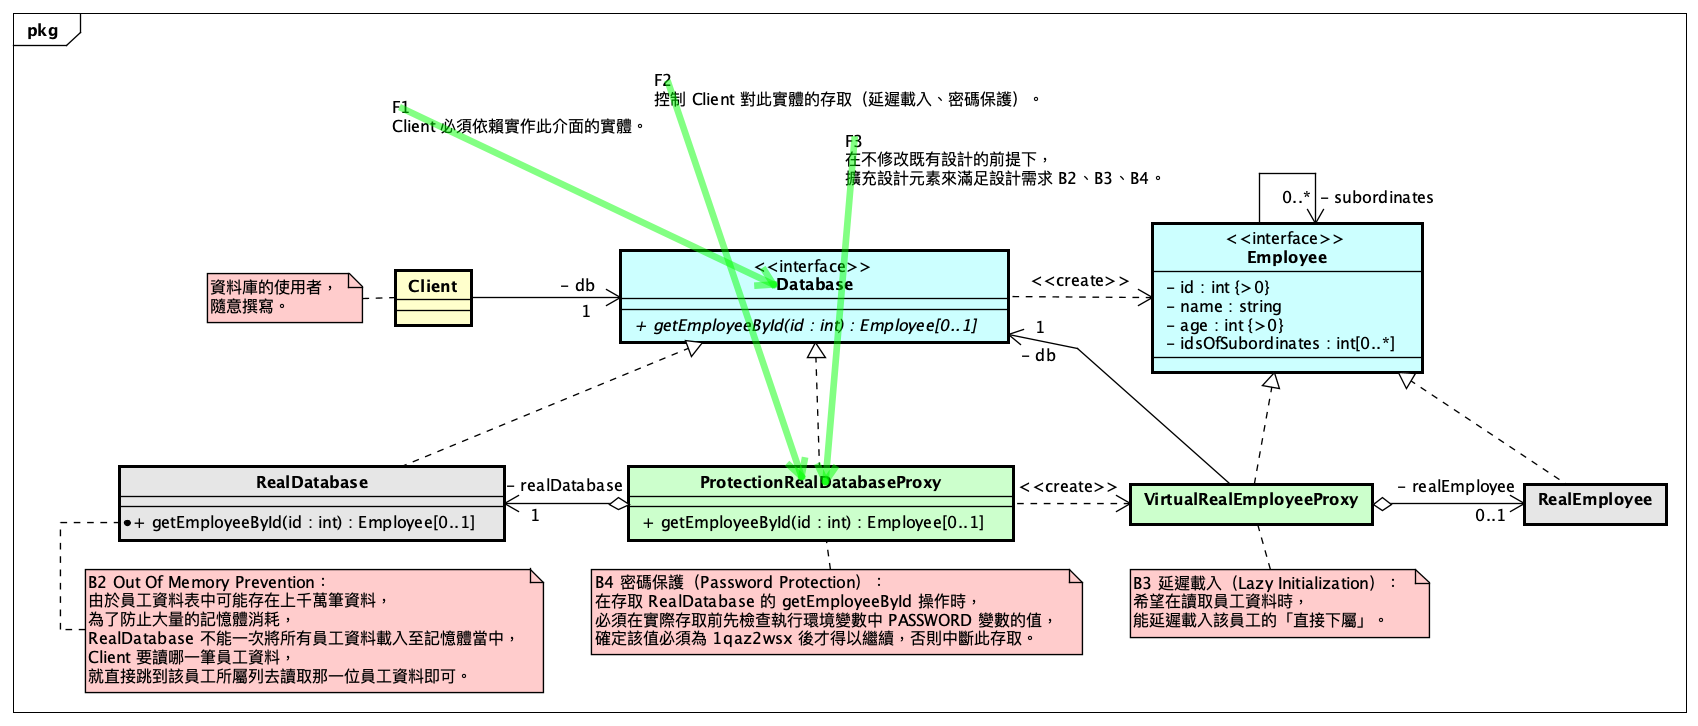 pkg
F1
Client 必須依賴實作此介面的實體。
F2
控制 Client 對此實體的存取（延遲載入、密碼保護）。
F3
在不修改既有設計的前提下，
擴充設計元素來滿足設計需求 B2、B3、B4。
0..*
– subordinates
<<interface>>
Employee
– id : int {>0}
– name : string
– age : int {>0}
– idsOfSubordinates : int[0..*]
資料庫的使用者，
隨意撰寫。
Client
– db
1
<<interface>>
Database
+ getEmployeeById(id : int) : Employee[0..1]
<<create>>
1
– db
RealDatabase
+ getEmployeeById(id : int) : Employee[0..1]
– realDatabase
1
ProtectionRealDatabaseProxy
+ getEmployeeById(id : int) : Employee[0..1]
<<create>>
VirtualRealEmployeeProxy
– realEmployee
0..1
RealEmployee
B2 Out Of Memory Prevention：
由於員工資料表中可能存在上千萬筆資料，
為了防止大量的記憶體消耗，
RealDatabase 不能一次將所有員工資料載入至記憶體當中，
Client 要讀哪一筆員工資料，
就直接跳到該員工所屬列去讀取那一位員工資料即可。
B4 密碼保護（Password Protection）：
在存取 RealDatabase 的 getEmployeeById 操作時，
必須在實際存取前先檢查執行環境變數中 PASSWORD 變數的值，
確定該值必須為 1qaz2wsx 後才得以繼續，否則中斷此存取。
B3 延遲載入（Lazy Initialization）：
希望在讀取員工資料時，
能延遲載入該員工的「直接下屬」。